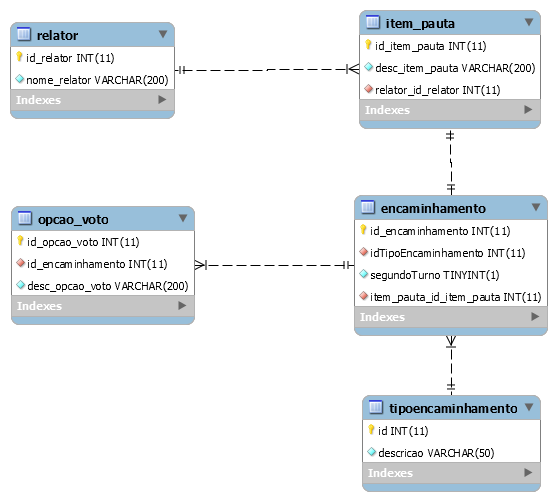 relator
id_relator INT(11)
nome_relator VARCHAR(200)
Indexes
item_pauta
id_item_pauta INT(11)
desc_item_pauta VARCHAR(200)
relator_id_relator INT(11)
Indexes
opcao_voto
id_opcao_voto INT(11)
id_encaminhamento INT(11)
desc_opcao_voto VARCHAR(200)
Indexes
encaminhamento
id_encaminhamento INT(11)
idTipoEncaminhamento INT(11)
segundoTurno TINYINT(1)
item_pauta_id_item_pauta INT(11)
Indexes
tipoencaminhamento
id INT(11)
descricao VARCHAR(50)
Indexes